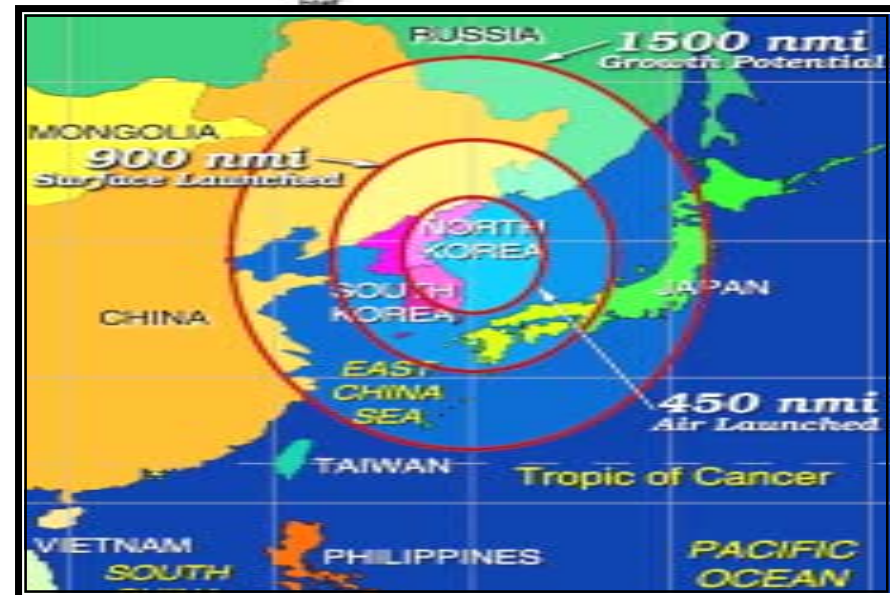 RUSSIA
1500 nmi
Growth Potential
MONGOLIA
900 nmi
Surface Launched
NORTH
KOREA
SOUTH
KOREA
JAPAN
CHINA
EAST
CHINA
SEA
450 nmi
Air Launched
TAIWAN
Tropic of Cancer
VIETNAM
PHILIPPINES
PACIFIC
OCEAN
SOUTH